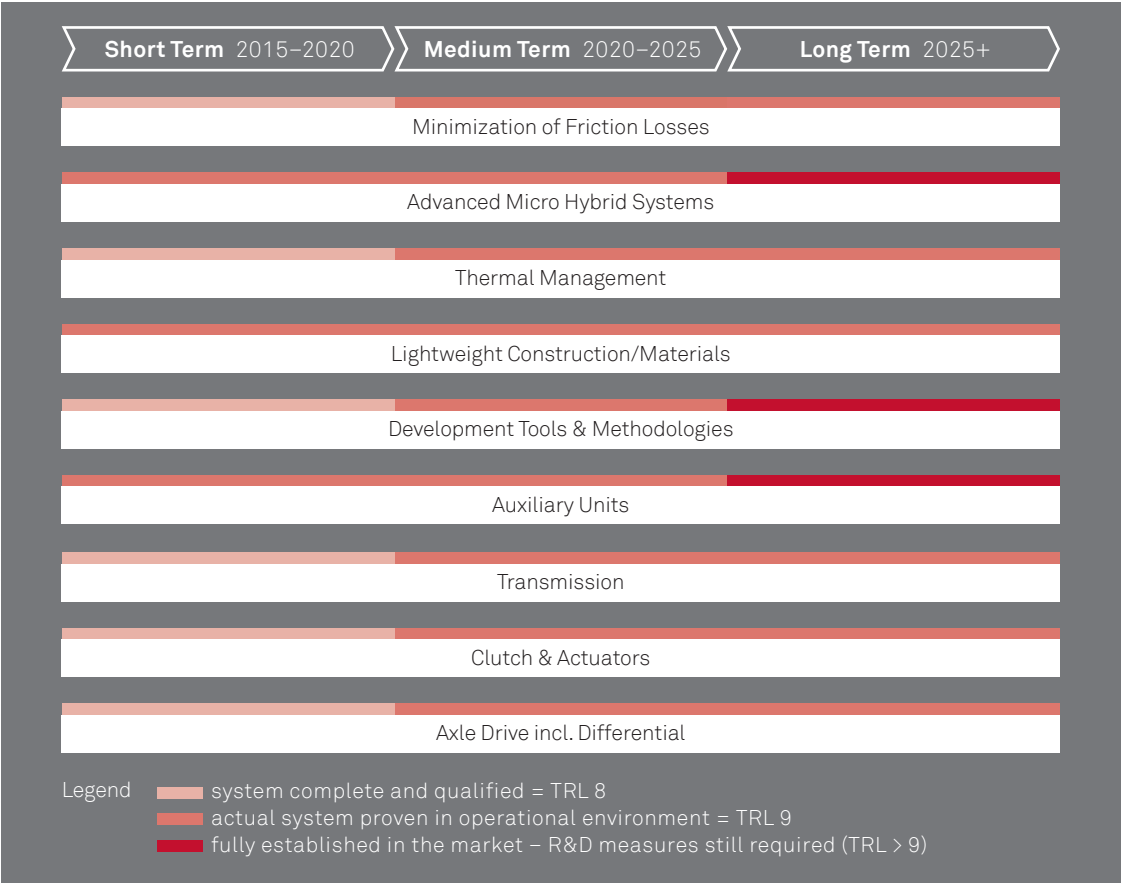 Short Term 2015–2020
Medium Term 2020–2025
Long Term 2025+
Minimization of Friction Losses
Advanced Micro Hybrid Systems
Thermal Management
Lightweight Construction/Materials
Development Tools & Methodologies
Auxiliary Units
Transmission
Clutch & Actuators
Axle Drive incl. Differential
Legend
system complete and qualified = TRL 8
actual system proven in operational environment = TRL 9
fully established in the market – R&D measures still required (TRL > 9)